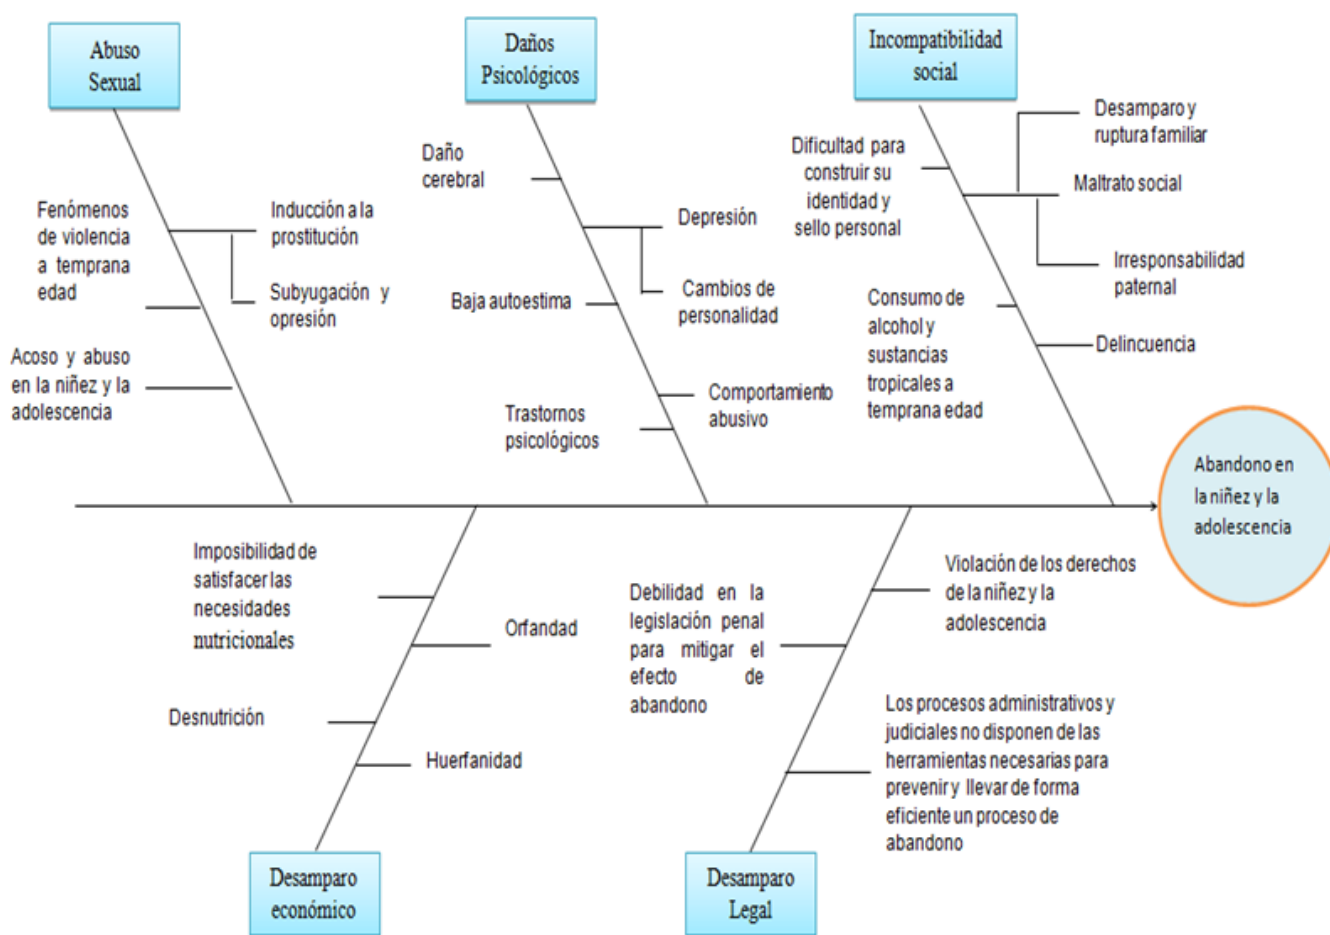 Abuso
Sexual
Daños
Psicológicos
Incompatibilidad
social
Fenómenos
de violencia
a temprana
edad
Acoso y abuso
en la niñez y la
adolescencia
Inducción a la
prostitución
Subyugación y
opresión
Daño
cerebral
Baja autoestima
Trastornos
psicológicos
Depresión
Cambios de
personalidad
Comportamiento
abusivo
Dificultad para
construir su
identidad y
sello personal
Consumo de
alcohol y
sustancias
tropicales a
temprana edad
Desamparo y
ruptura familiar
Maltrato social
Irresponsabilidad
paternal
Delincuencia
Abandono en
la niñez y la
adolescencia
Imposibilidad de
satisfacer las
necesidades
nutricionales
Desnutrición
Orfandad
Huerfanidad
Debilidad en la
legislación penal
para mitigar el
efecto de
abandono
Violación de los derechos
de la niñez y la
adolescencia
Los procesos administrativos y
judiciales no disponen de las
herramientas necesarias para
prevenir y llevar de forma
eficiente un proceso de
abandono
Desamparo
económico
Desamparo
Legal